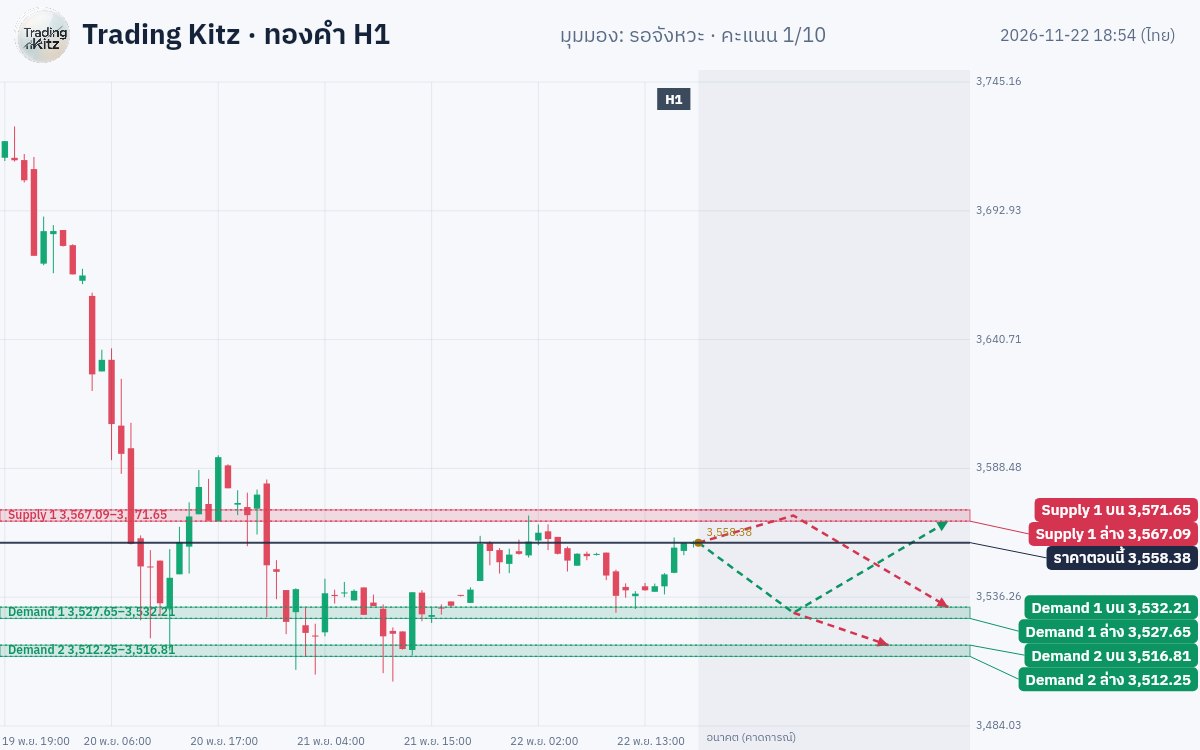 Trading Kitz
Trading Kitz · ทองคำ H1
มุมมอง: รอจังหวะ · คะแนน 1/10
2026-11-22 18:54 (ไทย)
H1
3,745.16
3,692.93
3,640.71
3,588.48
3,536.26
3,484.03
Supply 1 3,567.09–3,571.65
3,558.38
Demand 1 3,527.65–3,532.21
Demand 2 3,512.25–3,516.81
Supply 1 บน 3,571.65
Supply 1 ล่าง 3,567.09
ราคาตอนนี้ 3,558.38
Demand 1 บน 3,532.21
Demand 1 ล่าง 3,527.65
Demand 2 บน 3,516.81
Demand 2 ล่าง 3,512.25
19 พ.ย. 19:00
20 พ.ย. 06:00
20 พ.ย. 17:00
21 พ.ย. 04:00
21 พ.ย. 15:00
22 พ.ย. 02:00
22 พ.ย. 13:00
อนาคต (คาดการณ์)